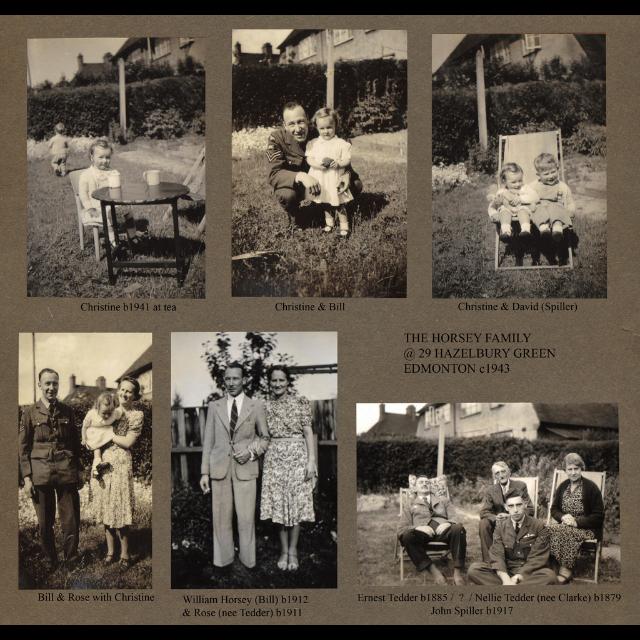 Christine b1941 at tea
Christine & Bill
Christine & David (Spiller)
THE HORSEY FAMILY
@ 29 HAZELBURY GREEN
EDMONTON c1943
Bill & Rose with Christine
William Horsey (Bill) b1912
& Rose (nee Tedder) b1911
Ernest Tedder b1885 / ? / Nellie Tedder (nee Clarke) b1879
John Spiller b1917